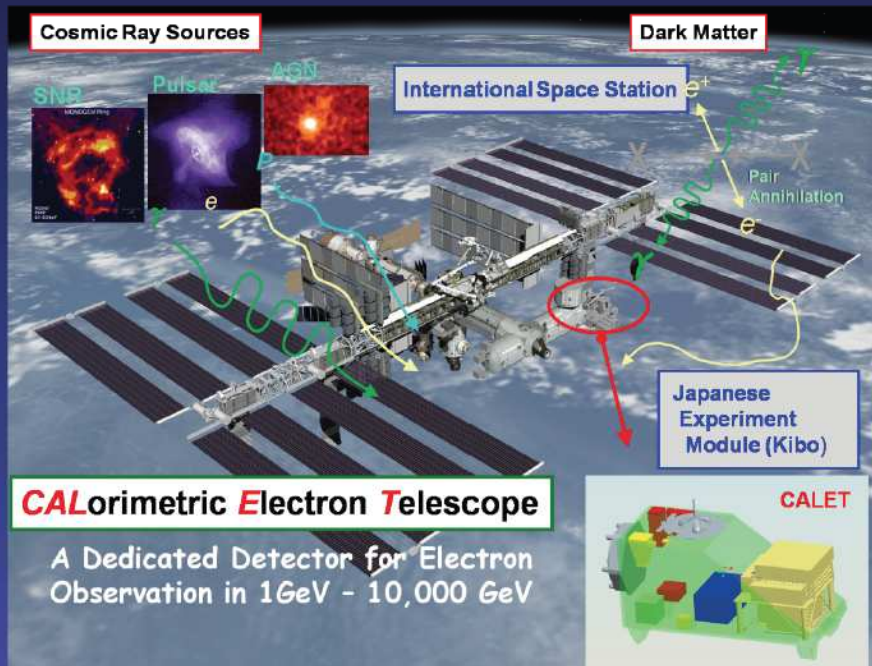 Cosmic Ray Sources
Dark Matter
SNR
Pulsar
AGN
International Space Station
γ
e
P
e⁺
χ
χ
Pair
Annihilation
e⁻
γ
Japanese
Experiment
Module (Kibo)
CALorimetric Electron Telescope
CALET
A Dedicated Detector for Electron
Observation in 1GeV – 10,000 GeV